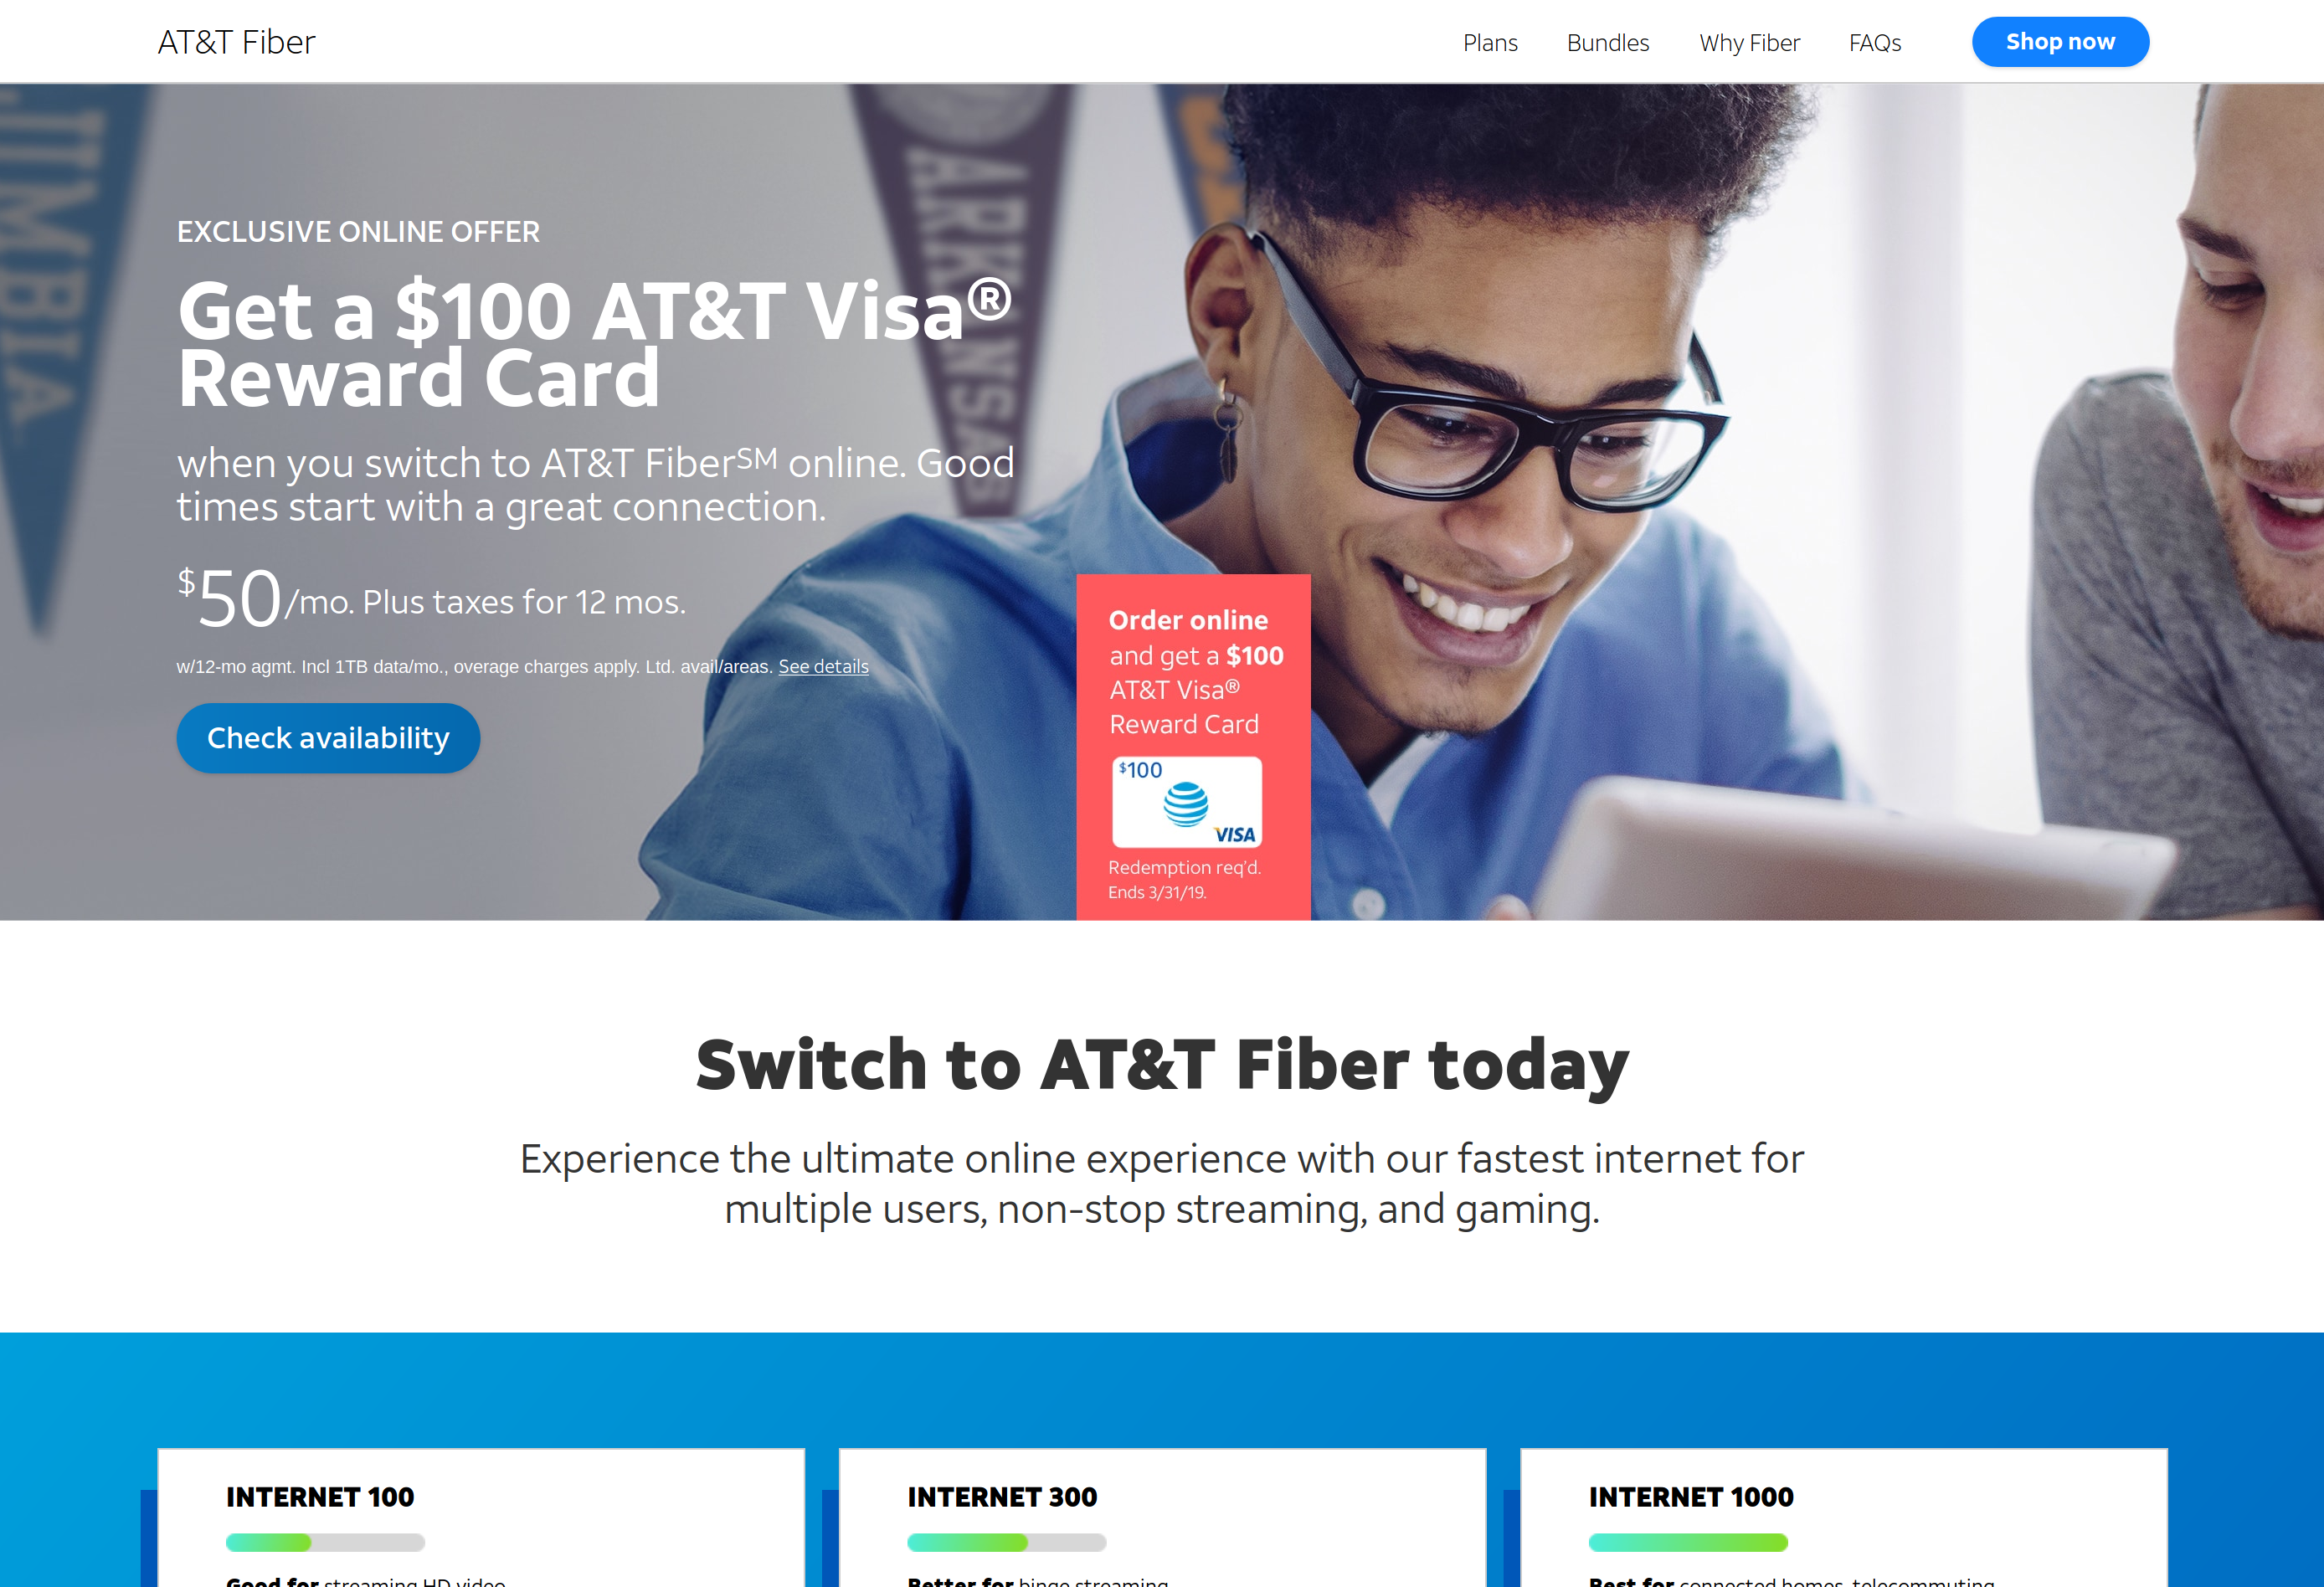 AT&T Fiber
Plans
Bundles
Why Fiber
FAQs
Shop now
UMBIA
ARKANSAS
EXCLUSIVE ONLINE OFFER
Get a $100 AT&T Visa®
Reward Card
when you switch to AT&T Fiber℠ online. Good
times start with a great connection.
$50/mo. Plus taxes for 12 mos.
w/12-mo agmt. Incl 1TB data/mo., overage charges apply. Ltd. avail/areas. See details
Check availability
Order online
and get a $100
AT&T Visa®
Reward Card
$100
VISA
Redemption req'd.
Ends 3/31/19.
Switch to AT&T Fiber today
Experience the ultimate online experience with our fastest internet for
multiple users, non-stop streaming, and gaming.
INTERNET 100
Good for streaming HD video
INTERNET 300
Better for binge streaming
INTERNET 1000
Best for connected homes, telecommuting